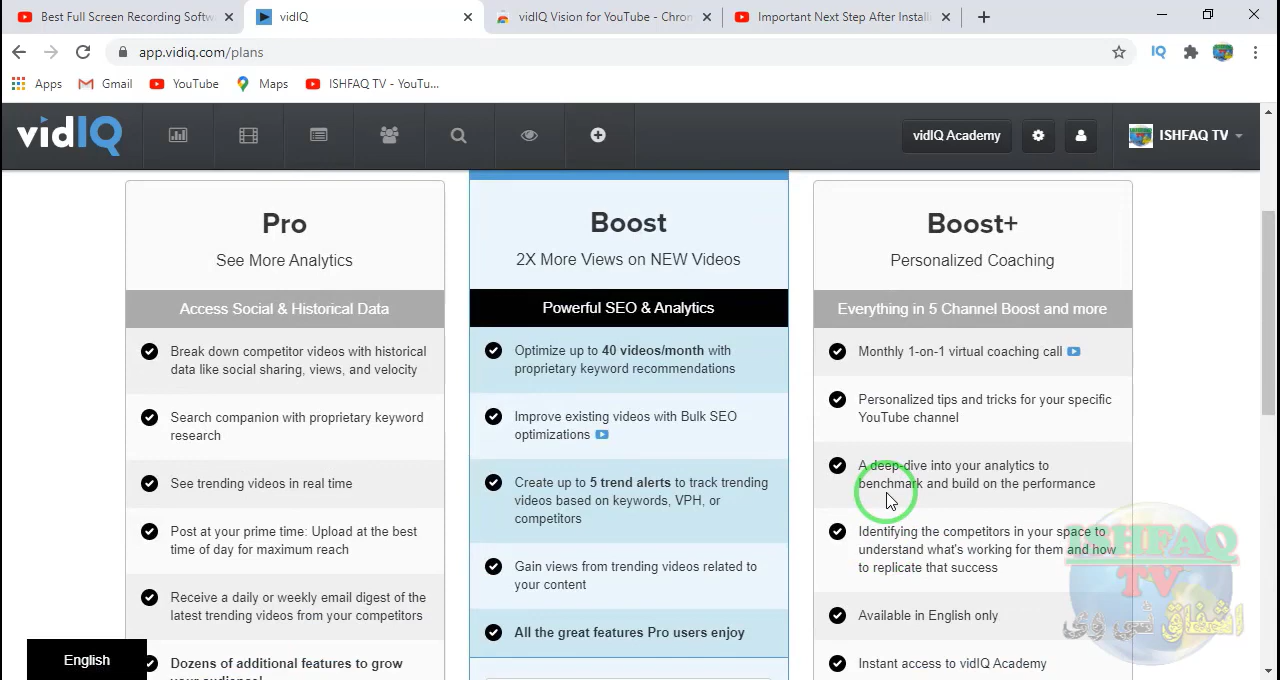 Best Full Screen Recording Softw
vidIQ
vidIQ Vision for YouTube - Chron
Important Next Step After Install
app.vidiq.com/plans
IQ
Apps
Gmail
YouTube
Maps
ISHFAQ TV - YouTu...
vidIQ
vidIQ Academy
ISHFAQ TV
Pro
See More Analytics
Access Social & Historical Data
Break down competitor videos with historical
data like social sharing, views, and velocity
Search companion with proprietary keyword
research
See trending videos in real time
Post at your prime time: Upload at the best
time of day for maximum reach
Receive a daily or weekly email digest of the
latest trending videos from your competitors
Dozens of additional features to grow
your audience!
Boost
2X More Views on NEW Videos
Powerful SEO & Analytics
Optimize up to 40 videos/month with
proprietary keyword recommendations
Improve existing videos with Bulk SEO
optimizations
Create up to 5 trend alerts to track trending
videos based on keywords, VPH, or
competitors
Gain views from trending videos related to
your content
All the great features Pro users enjoy
Boost+
Personalized Coaching
Everything in 5 Channel Boost and more
Monthly 1-on-1 virtual coaching call
Personalized tips and tricks for your specific
YouTube channel
A deep-dive into your analytics to
benchmark and build on the performance
Identifying the competitors in your space to
understand what's working for them and how
to replicate that success
Available in English only
Instant access to vidIQ Academy
English
ISHFAQ
TV
اشفاق ٹی وی